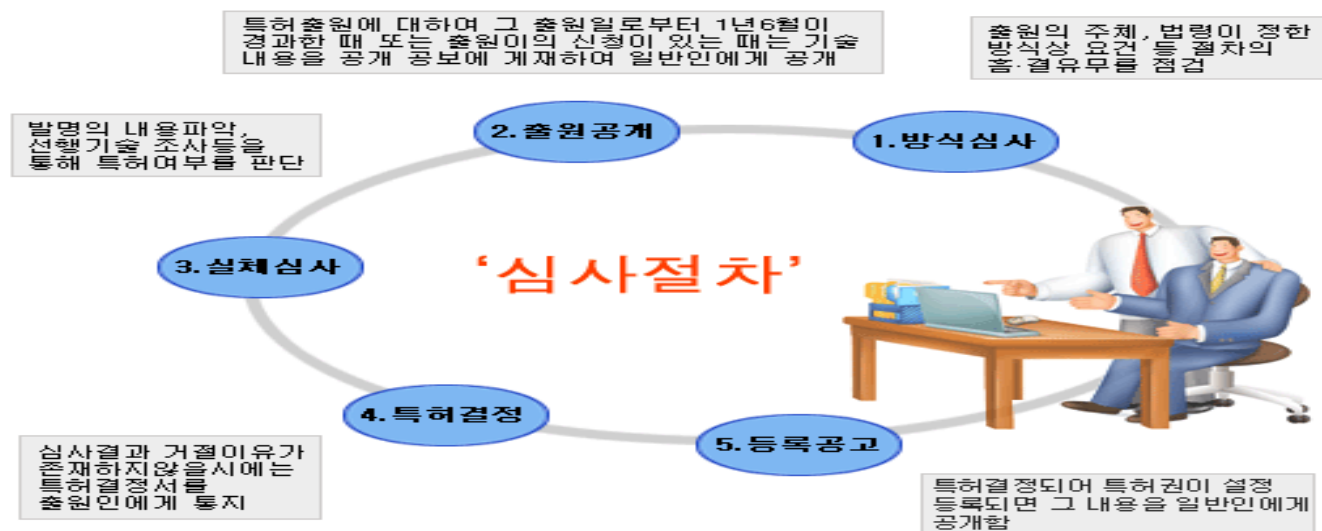 특허출원에 대하여 그 출원일로부터 1년6월이
경과한 때 또는 출원이의 신청이 있는 때는 기술
내용을 공개 공보에 게재하여 일반인에게 공개
출원의 주체, 법령이 정한
방식상 요건 등 절차의
흠·결유무를 점검
2.출원공개
1.방식심사
발명의 내용파악,
선행기술 조사등을
통해 특허여부를 판단
3.실체심사
‘심사절차’
4.특허결정
5.등록공고
심사결과 거절이유가
존재하지않을시에는
특허결정서를
출원인에게 통지
특허결정되어 특허권이 설정
등록되면 그 내용을 일반인에게
공개함